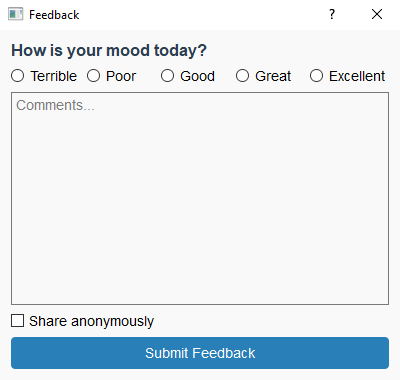 Feedback
?
How is your mood today?
Terrible Poor Good Great Excellent
Comments...
Share anonymously
Submit Feedback